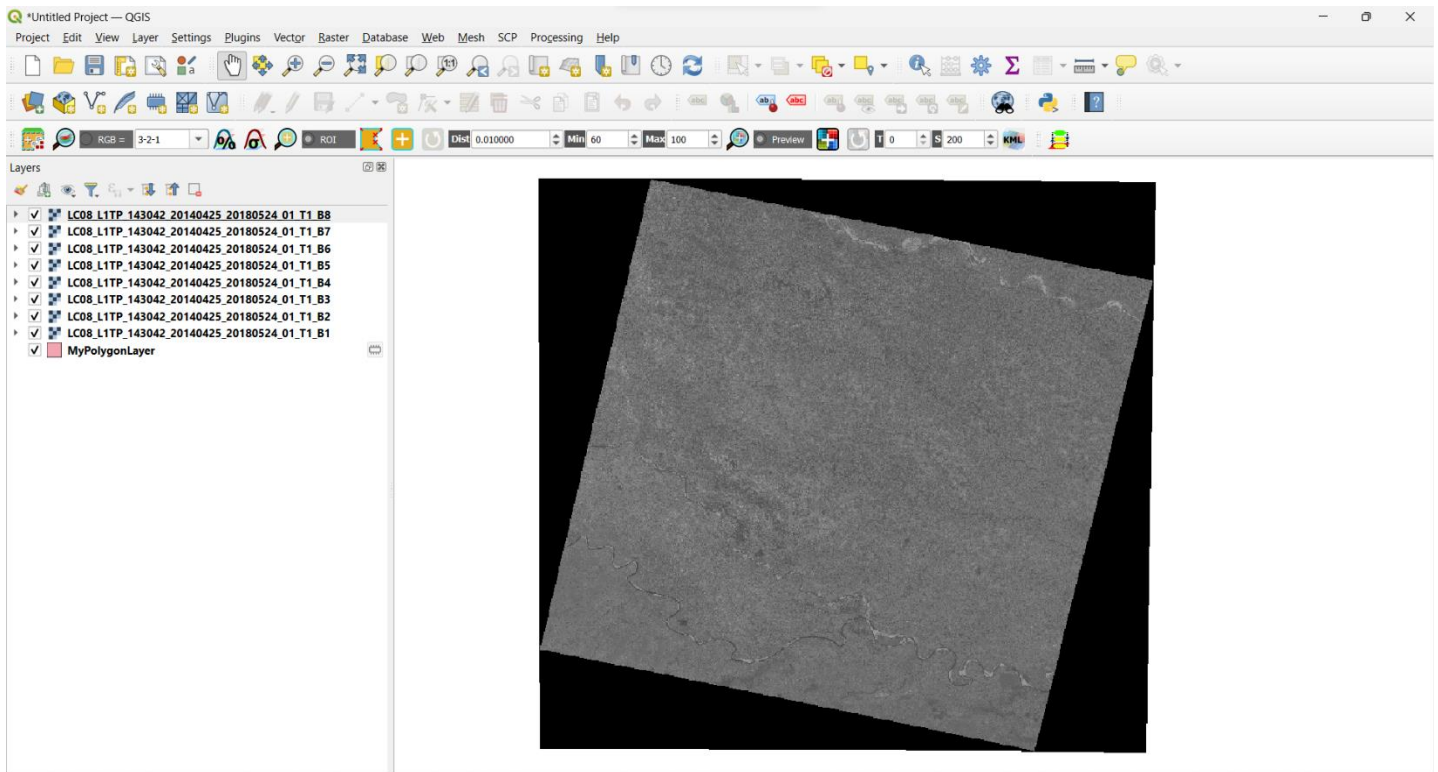 *Untitled Project — QGIS
Project Edit View Layer Settings Plugins Vector Raster Database Web Mesh SCP Processing Help
RGB = 3-2-1 ROI Dist 0.010000 Min 60 Max 100 Preview T 0 S 200 KML
Layers
LC08_L1TP_143042_20140425_20180524_01_T1_B8
LC08_L1TP_143042_20140425_20180524_01_T1_B7
LC08_L1TP_143042_20140425_20180524_01_T1_B6
LC08_L1TP_143042_20140425_20180524_01_T1_B5
LC08_L1TP_143042_20140425_20180524_01_T1_B4
LC08_L1TP_143042_20140425_20180524_01_T1_B3
LC08_L1TP_143042_20140425_20180524_01_T1_B2
LC08_L1TP_143042_20140425_20180524_01_T1_B1
MyPolygonLayer